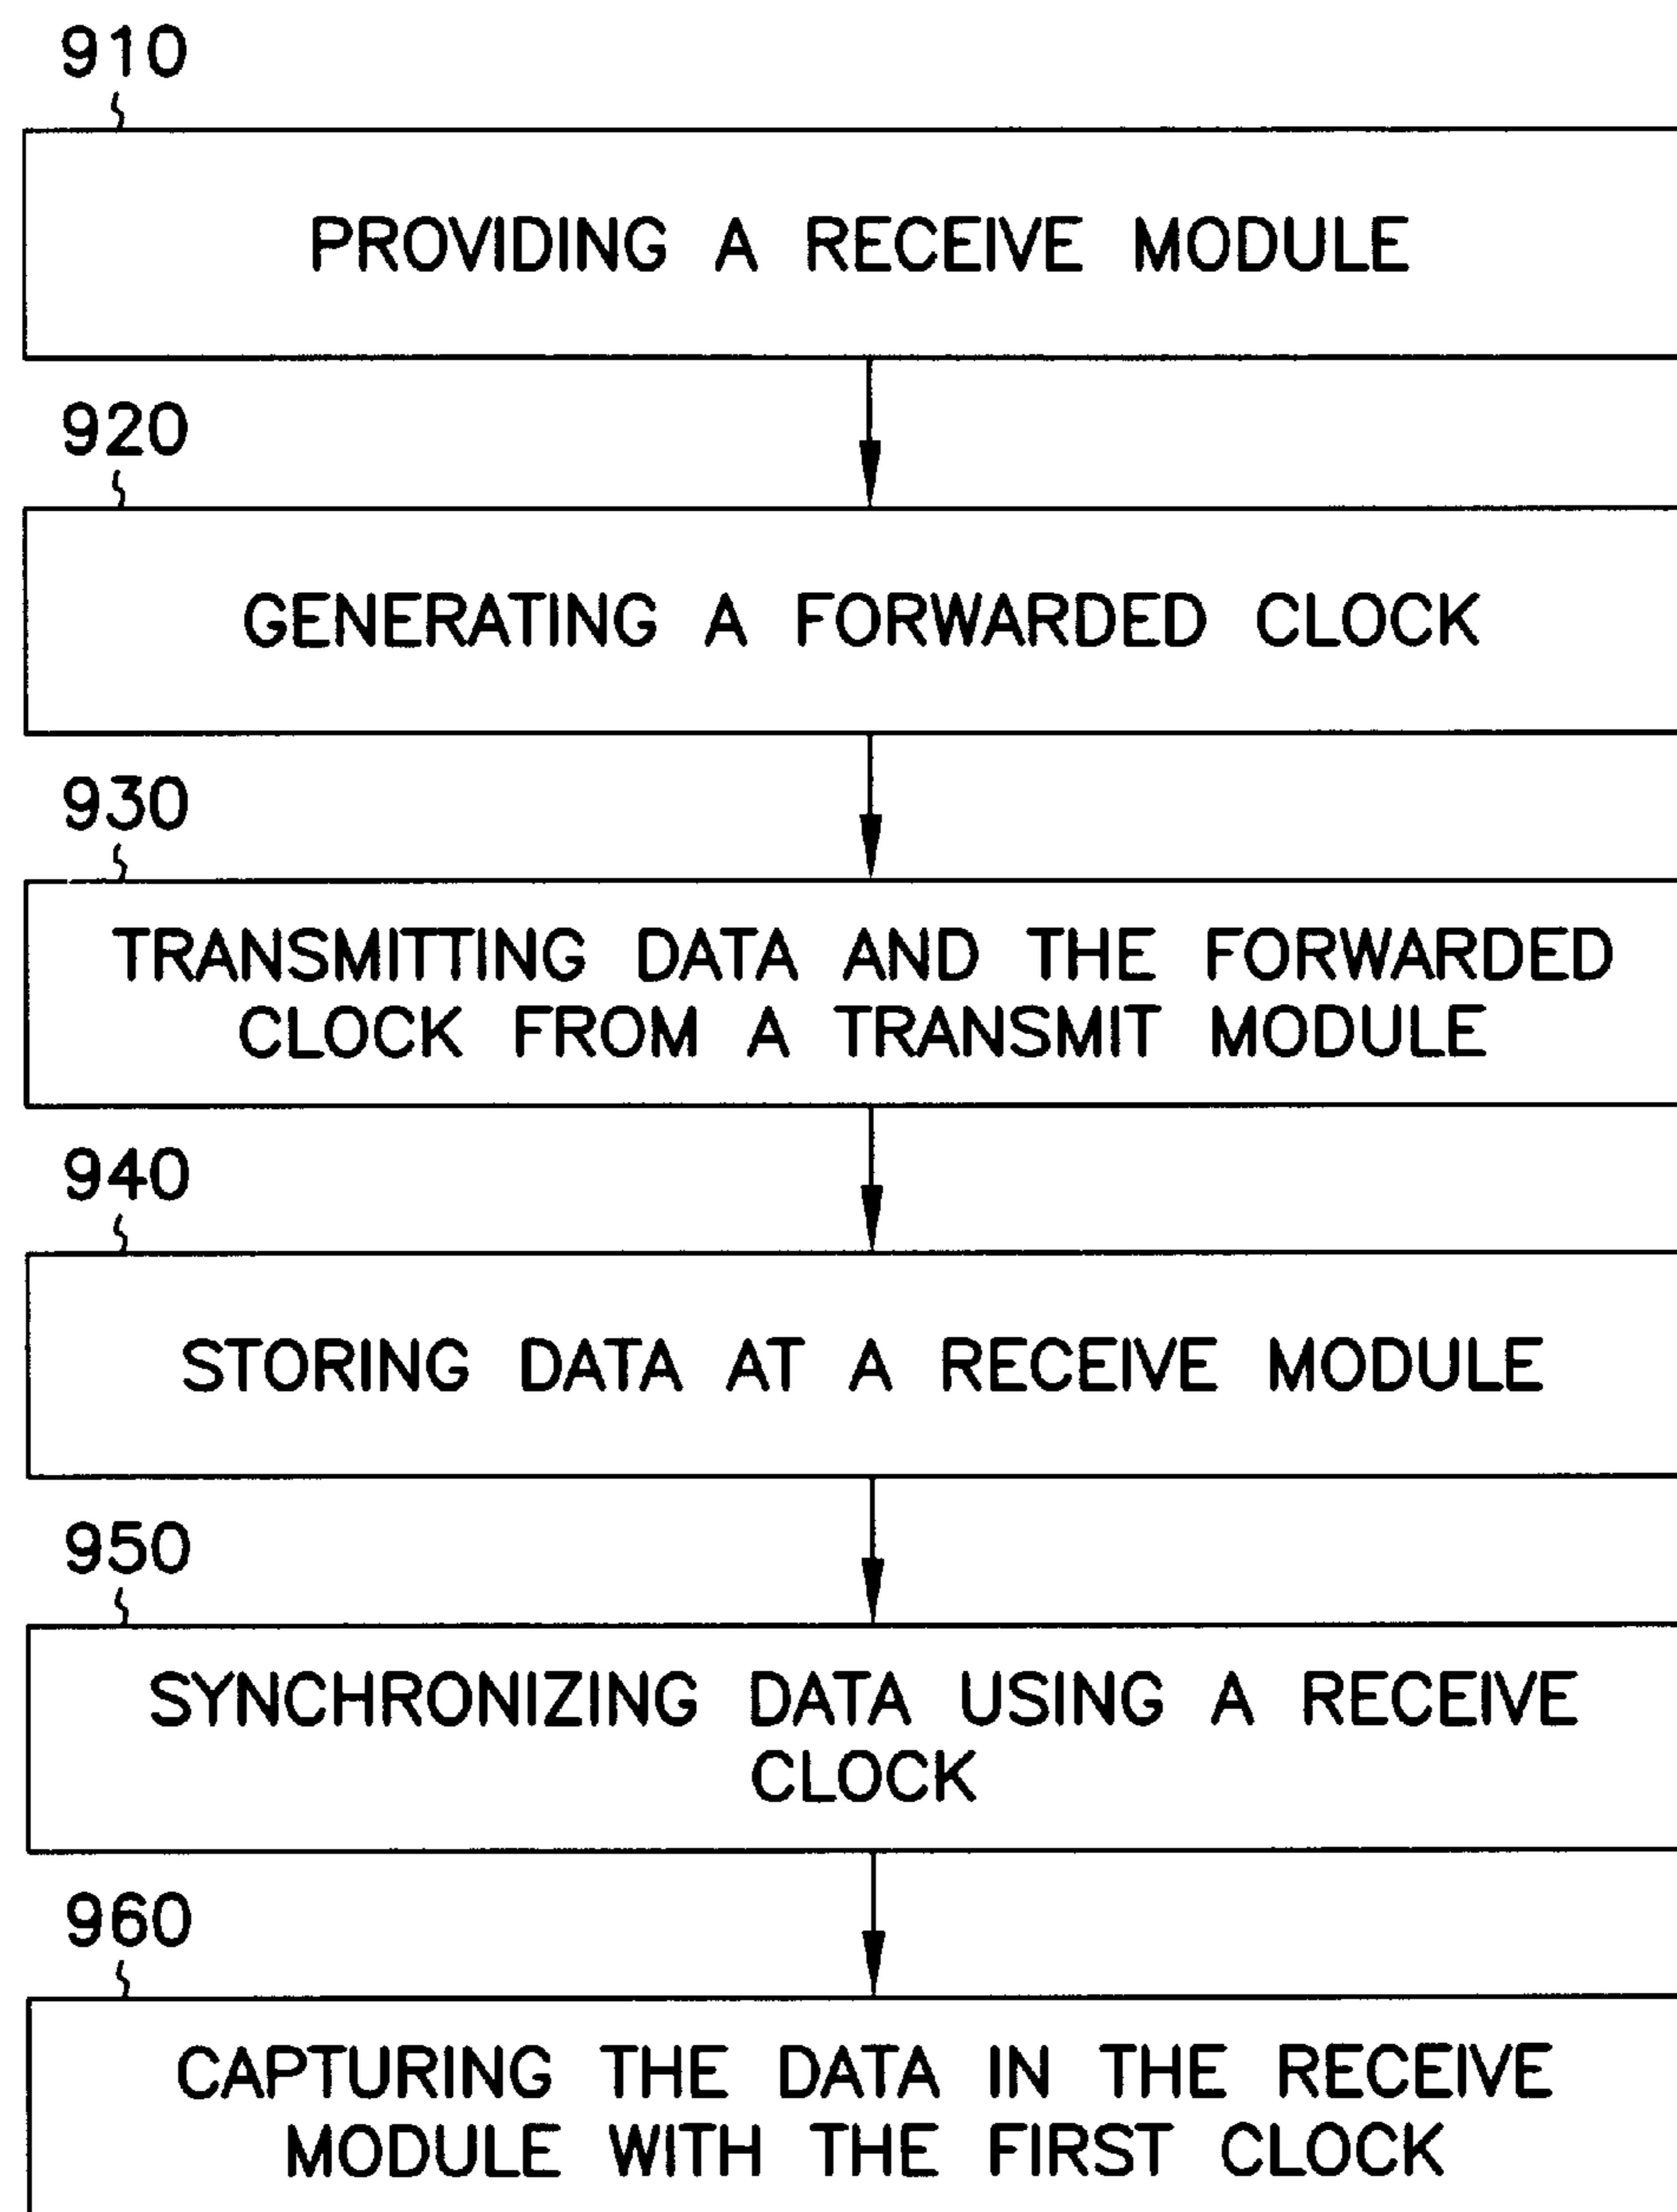 910
PROVIDING A RECEIVE MODULE
920
GENERATING A FORWARDED CLOCK
930
TRANSMITTING DATA AND THE FORWARDED
CLOCK FROM A TRANSMIT MODULE
940
STORING DATA AT A RECEIVE MODULE
950
SYNCHRONIZING DATA USING A RECEIVE
CLOCK
960
CAPTURING THE DATA IN THE RECEIVE
MODULE WITH THE FIRST CLOCK